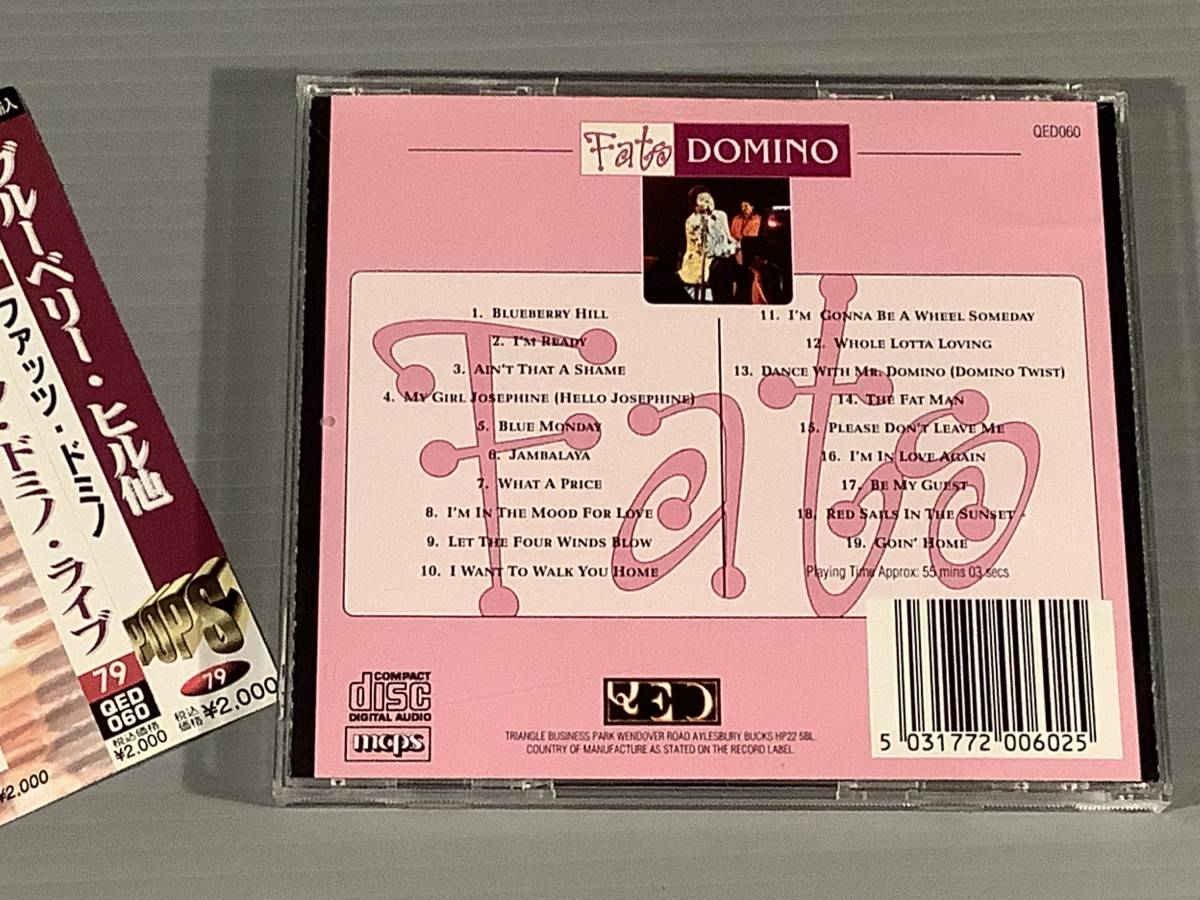 ブルーベリー・ヒル他
ファッツ・ドミノ
ドミノ・ライブ
POPS
79
79
QED
060
税込価格
¥2,000
税込
価格 ¥2,000
¥2,000
Fats DOMINO
QED060
Fats
1. BLUEBERRY HILL
2. I'M READY
3. AIN'T THAT A SHAME
4. MY GIRL JOSEPHINE (HELLO JOSEPHINE)
5. BLUE MONDAY
6. JAMBALAYA
7. WHAT A PRICE
8. I'M IN THE MOOD FOR LOVE
9. LET THE FOUR WINDS BLOW
10. I WANT TO WALK YOU HOME
11. I'M GONNA BE A WHEEL SOMEDAY
12. WHOLE LOTTA LOVING
13. DANCE WITH MR. DOMINO (DOMINO TWIST)
14. THE FAT MAN
15. PLEASE DON'T LEAVE ME
16. I'M IN LOVE AGAIN
17. BE MY GUEST
18. RED SAILS IN THE SUNSET
19. GOIN' HOME
Playing Time Approx: 55 mins 03 secs
COMPACT
disc
DIGITAL AUDIO
mcps
QED
TRIANGLE BUSINESS PARK WENDOVER ROAD AYLESBURY BUCKS HP22 5BL.
COUNTRY OF MANUFACTURE AS STATED ON THE RECORD LABEL.
5 031772 006025